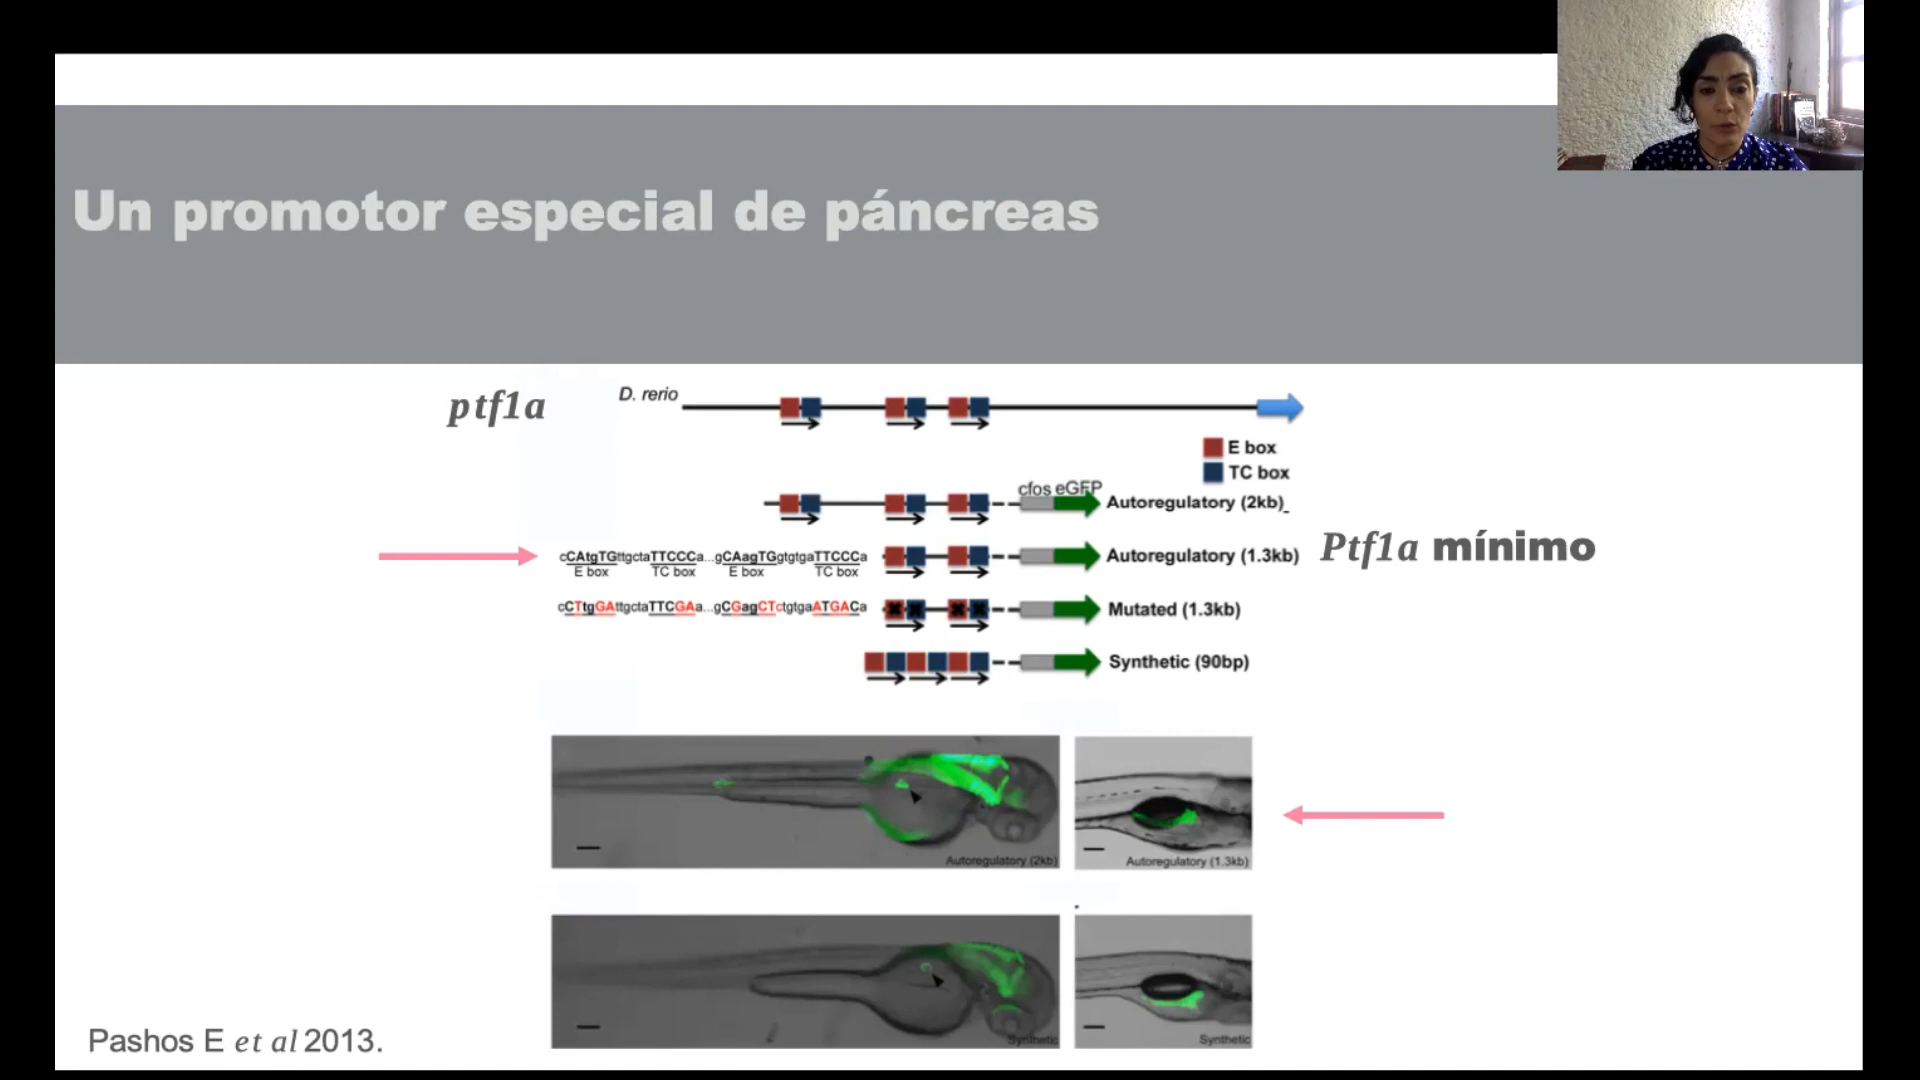 Un promotor especial de páncreas
ptf1a
D. rerio
E box
TC box
cfos eGFP
Autoregulatory (2kb)_
cCAtgTGttgctaTTCCCa...gCAagTGgtgtgaTTCCCa
E box TC box E box TC box
Autoregulatory (1.3kb)
Ptf1a mínimo
cCTtgGAttgctaTTCGAa...gCGagCTctgtgaATGACa
Mutated (1.3kb)
Synthetic (90bp)
Autoregulatory (2kb)
Autoregulatory (1.3kb)
Synthetic
Synthetic
Pashos E et al 2013.